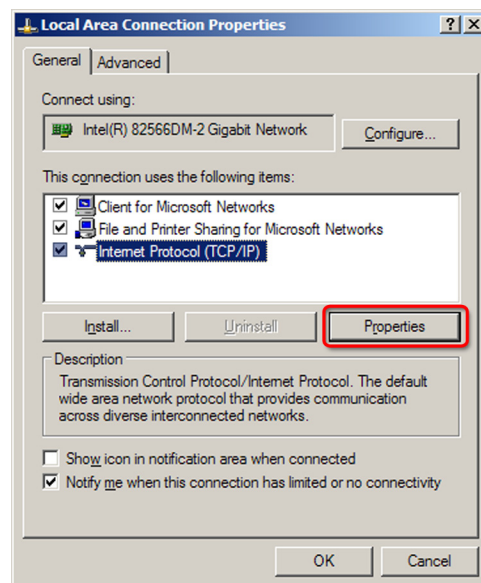 Local Area Connection Properties
General
Advanced
Connect using:
Intel(R) 82566DM-2 Gigabit Network
Configure...
This connection uses the following items:
Client for Microsoft Networks
File and Printer Sharing for Microsoft Networks
Internet Protocol (TCP/IP)
Install...
Uninstall
Properties
Description
Transmission Control Protocol/Internet Protocol. The default
wide area network protocol that provides communication
across diverse interconnected networks.
Show icon in notification area when connected
Notify me when this connection has limited or no connectivity
OK
Cancel